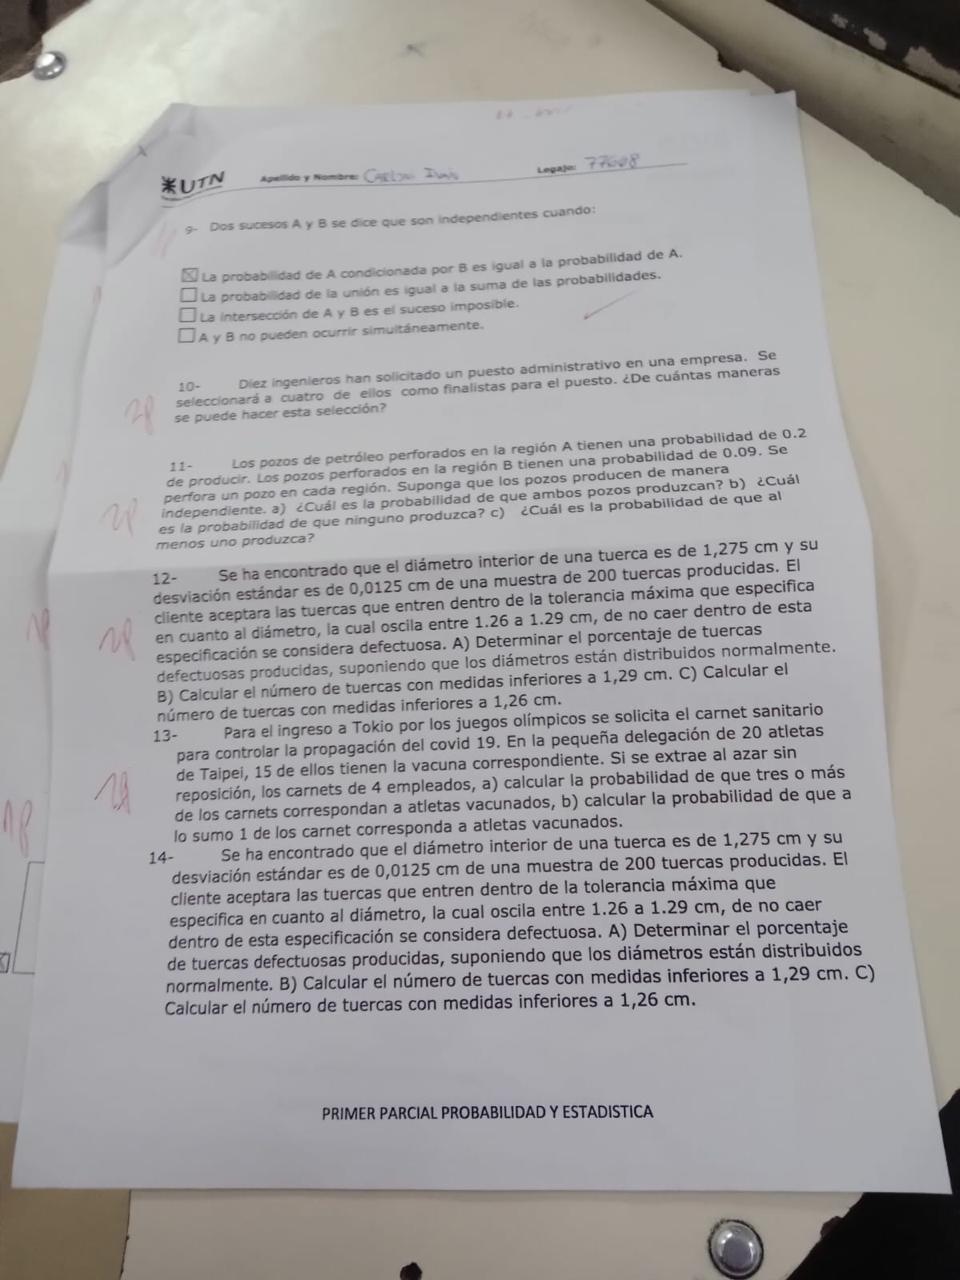 UTN Apellido y Nombre: Legajo: 77608
9- Dos sucesos A y B se dice que son independientes cuando:
La probabilidad de A condicionada por B es igual a la probabilidad de A.
La probabilidad de la unión es igual a la suma de las probabilidades.
La intersección de A y B es el suceso imposible.
A y B no pueden ocurrir simultáneamente.
10- Diez ingenieros han solicitado un puesto administrativo en una empresa. Se
seleccionará a cuatro de ellos como finalistas para el puesto. ¿De cuántas maneras
se puede hacer esta selección?
11- Los pozos de petróleo perforados en la región A tienen una probabilidad de 0.2
de producir. Los pozos perforados en la región B tienen una probabilidad de 0.09. Se
perfora un pozo en cada región. Suponga que los pozos producen de manera
independiente. a) ¿Cuál es la probabilidad de que ambos pozos produzcan? b) ¿Cuál
es la probabilidad de que ninguno produzca? c) ¿Cuál es la probabilidad de que al
menos uno produzca?
12- Se ha encontrado que el diámetro interior de una tuerca es de 1,275 cm y su
desviación estándar es de 0,0125 cm de una muestra de 200 tuercas producidas. El
cliente aceptara las tuercas que entren dentro de la tolerancia máxima que especifica
en cuanto al diámetro, la cual oscila entre 1.26 a 1.29 cm, de no caer dentro de esta
especificación se considera defectuosa. A) Determinar el porcentaje de tuercas
defectuosas producidas, suponiendo que los diámetros están distribuidos normalmente.
B) Calcular el número de tuercas con medidas inferiores a 1,29 cm. C) Calcular el
número de tuercas con medidas inferiores a 1,26 cm.
13- Para el ingreso a Tokio por los juegos olímpicos se solicita el carnet sanitario
para controlar la propagación del covid 19. En la pequeña delegación de 20 atletas
de Taipei, 15 de ellos tienen la vacuna correspondiente. Si se extrae al azar sin
reposición, los carnets de 4 empleados, a) calcular la probabilidad de que tres o más
de los carnets correspondan a atletas vacunados, b) calcular la probabilidad de que a
lo sumo 1 de los carnet corresponda a atletas vacunados.
14- Se ha encontrado que el diámetro interior de una tuerca es de 1,275 cm y su
desviación estándar es de 0,0125 cm de una muestra de 200 tuercas producidas. El
cliente aceptara las tuercas que entren dentro de la tolerancia máxima que
especifica en cuanto al diámetro, la cual oscila entre 1.26 a 1.29 cm, de no caer
dentro de esta especificación se considera defectuosa. A) Determinar el porcentaje
de tuercas defectuosas producidas, suponiendo que los diámetros están distribuidos
normalmente. B) Calcular el número de tuercas con medidas inferiores a 1,29 cm. C)
Calcular el número de tuercas con medidas inferiores a 1,26 cm.
PRIMER PARCIAL PROBABILIDAD Y ESTADISTICA